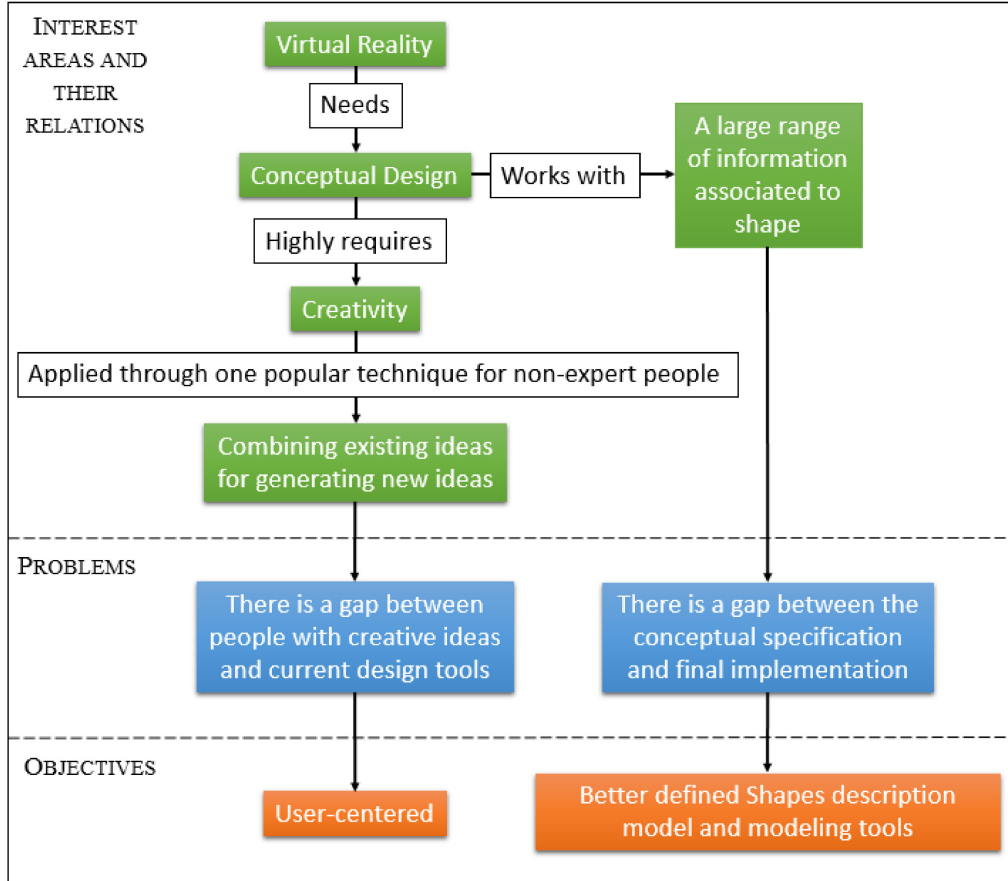 INTEREST
AREAS AND
THEIR
RELATIONS
Virtual Reality
Needs
Conceptual Design
Works with
A large range
of information
associated to
shape
Highly requires
Creativity
Applied through one popular technique for non-expert people
Combining existing ideas
for generating new ideas
PROBLEMS
There is a gap between
people with creative ideas
and current design tools
There is a gap between the
conceptual specification
and final implementation
OBJECTIVES
User-centered
Better defined Shapes description
model and modeling tools